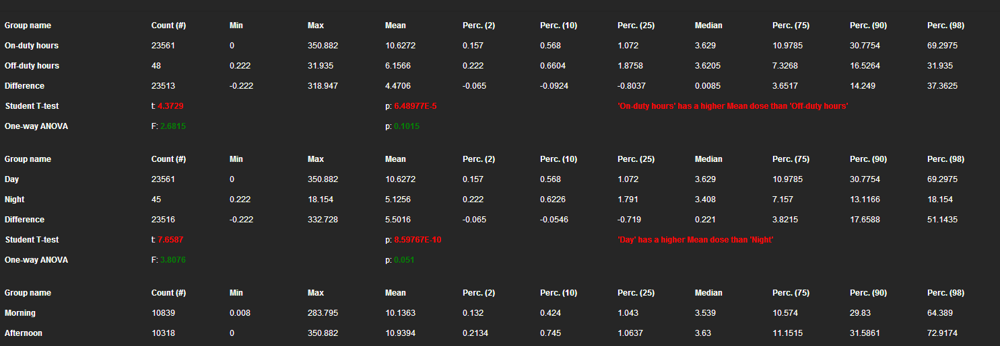 Group name Count (#) Min Max Mean Perc. (2) Perc. (10) Perc. (25) Median Perc. (75) Perc. (90) Perc. (98)
On-duty hours 23561 0 350.882 10.6272 0.157 0.568 1.072 3.629 10.9785 30.7754 69.2975
Off-duty hours 48 0.222 31.935 6.1566 0.222 0.6604 1.8758 3.6205 7.3268 16.5264 31.935
Difference 23513 -0.222 318.947 4.4706 -0.065 -0.0924 -0.8037 0.0085 3.6517 14.249 37.3625
Student T-test t: 4.3729 p: 6.48977E-5 'On-duty hours' has a higher Mean dose than 'Off-duty hours'
One-way ANOVA F: 2.6815 p: 0.1015
Group name Count (#) Min Max Mean Perc. (2) Perc. (10) Perc. (25) Median Perc. (75) Perc. (90) Perc. (98)
Day 23561 0 350.882 10.6272 0.157 0.568 1.072 3.629 10.9785 30.7754 69.2975
Night 45 0.222 18.154 5.1256 0.222 0.6226 1.791 3.408 7.157 13.1166 18.154
Difference 23516 -0.222 332.728 5.5016 -0.065 -0.0546 -0.719 0.221 3.8215 17.6588 51.1435
Student T-test t: 7.6587 p: 8.59767E-10 'Day' has a higher Mean dose than 'Night'
One-way ANOVA F: 3.8076 p: 0.051
Group name Count (#) Min Max Mean Perc. (2) Perc. (10) Perc. (25) Median Perc. (75) Perc. (90) Perc. (98)
Morning 10839 0.008 283.795 10.1363 0.132 0.424 1.043 3.539 10.574 29.83 64.389
Afternoon 10318 0 350.882 10.9394 0.2134 0.745 1.0637 3.63 11.1515 31.5861 72.9174